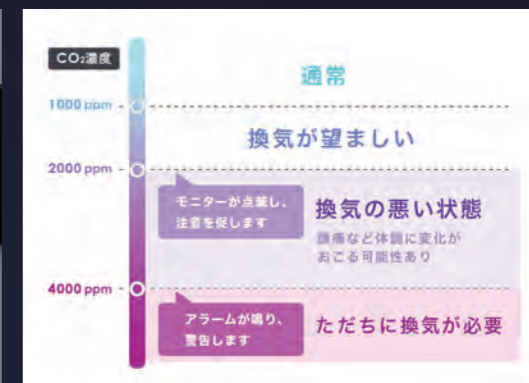 CO₂濃度
通常
1000 ppm
換気が望ましい
2000 ppm
モニターが点滅し、
注意を促します
換気の悪い状態
頭痛など体調に変化が
おこる可能性あり
4000 ppm
アラームが鳴り、
警告します
ただちに換気が必要